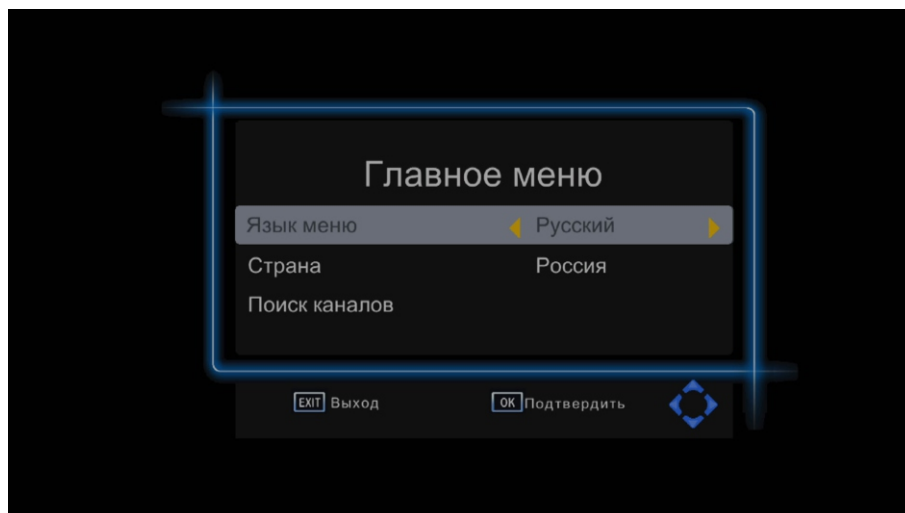 Главное меню
Язык меню Русский
Страна Россия
Поиск каналов
EXIT Выход OK Подтвердить